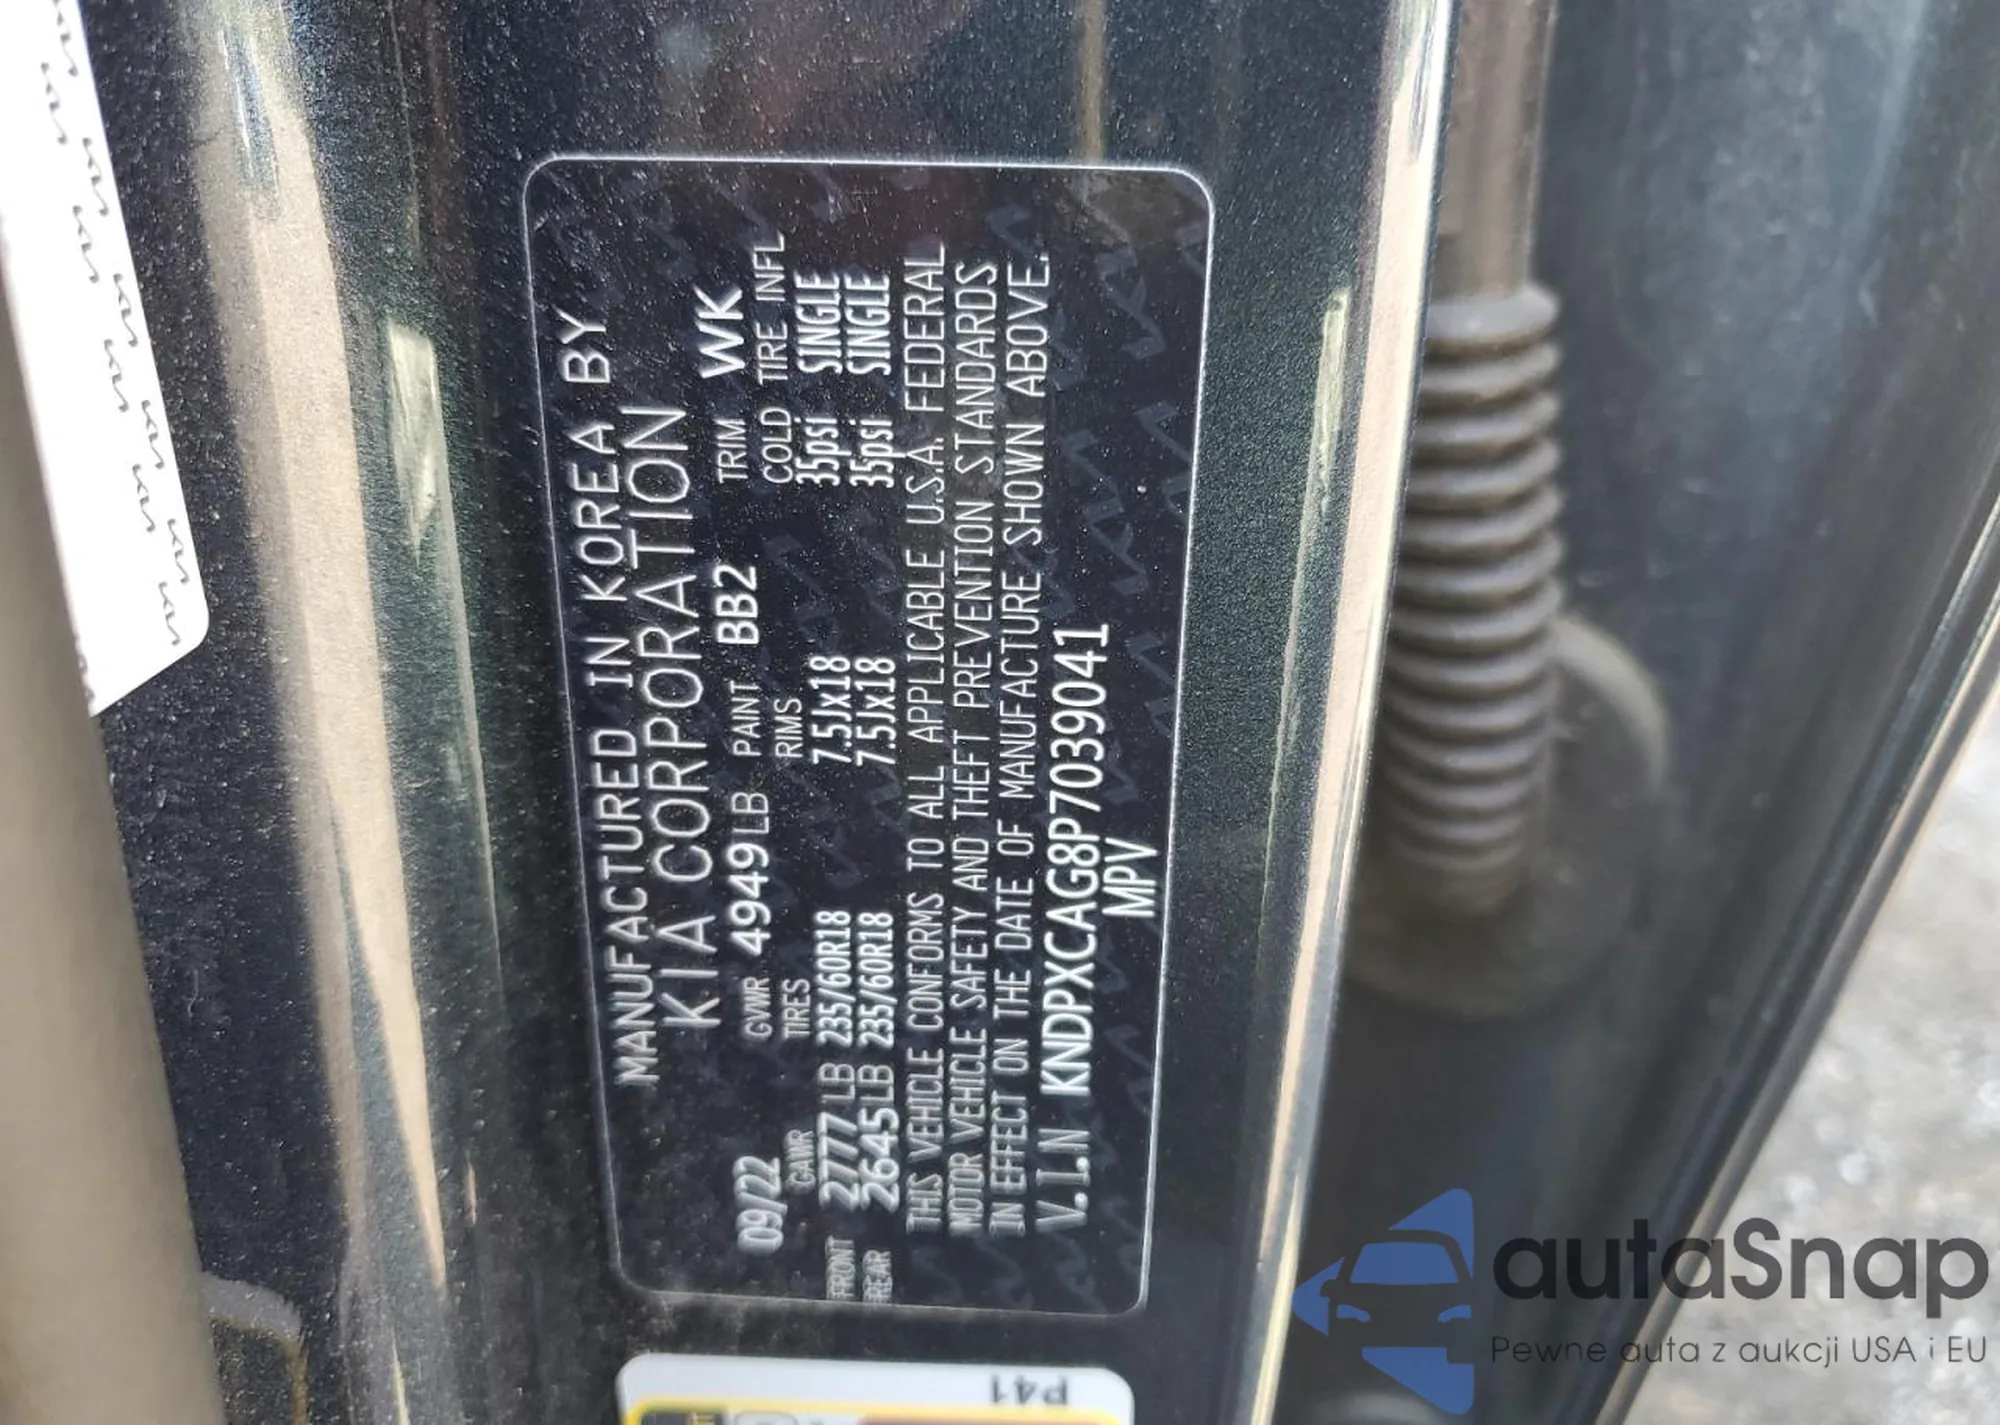 MANUFACTURED IN KOREA BY
KIA CORPORATION
09/22 GVWR 4949LB PAINT BB2 TRIM WK
GAWR TIRES RIMS COLD TIRE INFL
FRONT 2777 LB 235/60R18 7.5Jx18 35psi SINGLE
REAR 2645LB 235/60R18 7.5Jx18 35psi SINGLE
THIS VEHICLE CONFORMS TO ALL APPLICABLE U.S.A. FEDERAL
MOTOR VEHICLE SAFETY AND THEFT PREVENTION STANDARDS
IN EFFECT ON THE DATE OF MANUFACTURE SHOWN ABOVE.
V.I.N KNDPXCAG8P7039041
MPV
P41
autaSnap
Pewne auta z aukcji USA i EU